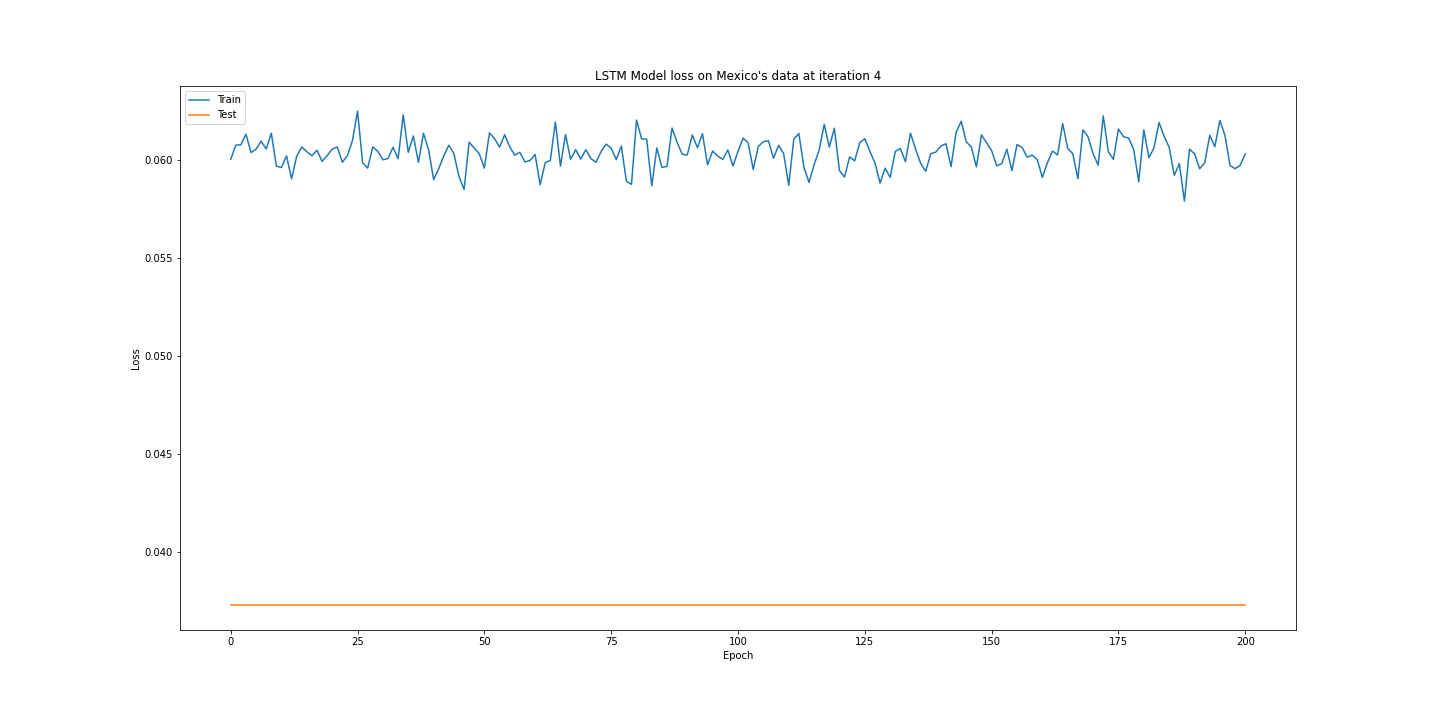 LSTM Model loss on Mexico's data at iteration 4
Train
Test
0.060
0.055
0.050
0.045
0.040
Loss
0 25 50 75 100 125 150 175 200
Epoch